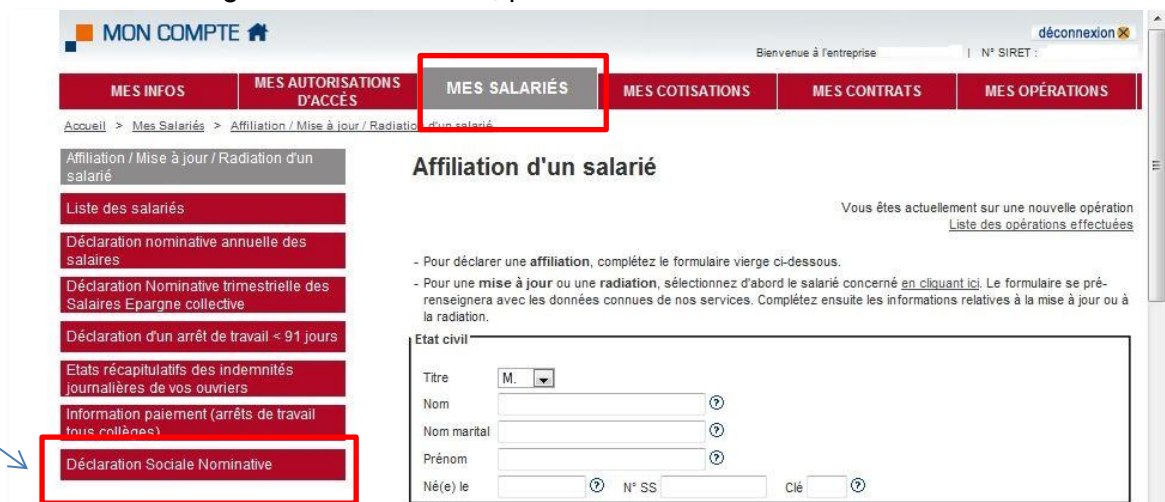 MON COMPTE
déconnexion
Bienvenue à l'entreprise | N° SIRET :
MES INFOS MES AUTORISATIONS D'ACCÈS MES SALARIÉS MES COTISATIONS MES CONTRATS MES OPÉRATIONS
Accueil > Mes Salariés > Affiliation / Mise à jour / Radiation d'un salarié
Affiliation / Mise à jour / Radiation d'un
salarié
Liste des salariés
Déclaration nominative annuelle des
salaires
Déclaration Nominative trimestrielle des
Salaires Epargne collective
Déclaration d'un arrêt de travail < 91 jours
Etats récapitulatifs des indemnités
journalières de vos ouvriers
Information paiement (arrêts de travail
tous collèges)
Déclaration Sociale Nominative
Affiliation d'un salarié
Vous êtes actuellement sur une nouvelle opération
Liste des opérations effectuées
- Pour déclarer une affiliation, complétez le formulaire vierge ci-dessous.
- Pour une mise à jour ou une radiation, sélectionnez d'abord le salarié concerné en cliquant ici. Le formulaire se pré-
renseignera avec les données connues de nos services. Complétez ensuite les informations relatives à la mise à jour ou à
la radiation.
Etat civil
Titre M.
Nom
Nom marital
Prénom
Né(e) le N° SS Clé